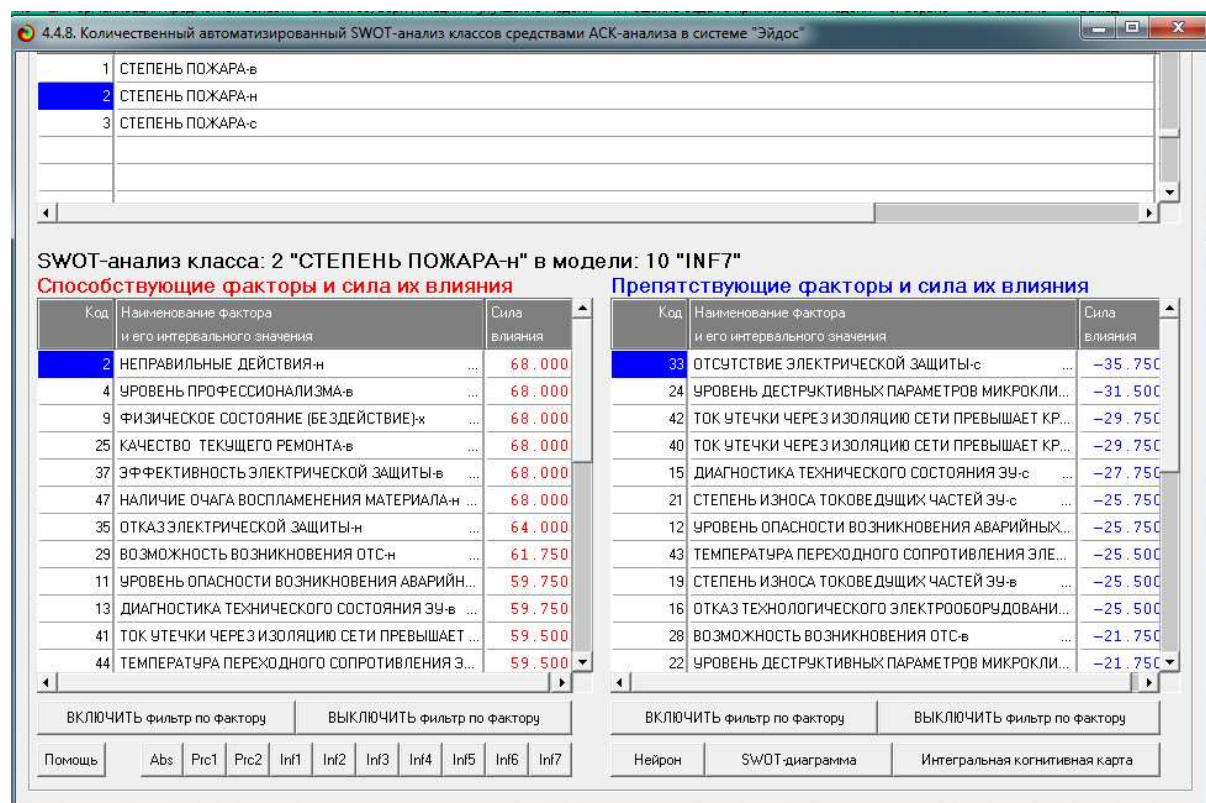 4.4.8. Количественный автоматизированный SWOT-анализ классов средствами АСК-анализа в системе "Эйдос"
1 СТЕПЕНЬ ПОЖАРА-в
2 СТЕПЕНЬ ПОЖАРА-н
3 СТЕПЕНЬ ПОЖАРА-с
SWOT-анализ класса: 2 "СТЕПЕНЬ ПОЖАРА-н" в модели: 10 "INF7"
Способствующие факторы и сила их влияния
Код Наименование фактора Сила
и его интервального значения влияния
2 НЕПРАВИЛЬНЫЕ ДЕЙСТВИЯ-н ... 68.000
4 УРОВЕНЬ ПРОФЕССИОНАЛИЗМА-в ... 68.000
9 ФИЗИЧЕСКОЕ СОСТОЯНИЕ (БЕЗДЕЙСТВИЕ)-х ... 68.000
25 КАЧЕСТВО ТЕКУЩЕГО РЕМОНТА-в ... 68.000
37 ЭФФЕКТИВНОСТЬ ЭЛЕКТРИЧЕСКОЙ ЗАЩИТЫ-в ... 68.000
47 НАЛИЧИЕ ОЧАГА ВОСПЛАМЕНЕНИЯ МАТЕРИАЛА-н ... 68.000
35 ОТКАЗ ЭЛЕКТРИЧЕСКОЙ ЗАЩИТЫ-н ... 64.000
29 ВОЗМОЖНОСТЬ ВОЗНИКНОВЕНИЯ ОТС-н ... 61.750
11 УРОВЕНЬ ОПАСНОСТИ ВОЗНИКНОВЕНИЯ АВАРИЙН... 59.750
13 ДИАГНОСТИКА ТЕХНИЧЕСКОГО СОСТОЯНИЯ ЭУ-в ... 59.750
41 ТОК УТЕЧКИ ЧЕРЕЗ ИЗОЛЯЦИЮ СЕТИ ПРЕВЫШАЕТ ... 59.500
44 ТЕМПЕРАТУРА ПЕРЕХОДНОГО СОПРОТИВЛЕНИЯ Э... 59.500
Препятствующие факторы и сила их влияния
Код Наименование фактора Сила
и его интервального значения влияния
33 ОТСУТСТВИЕ ЭЛЕКТРИЧЕСКОЙ ЗАЩИТЫ-с ... -35.750
24 УРОВЕНЬ ДЕСТРУКТИВНЫХ ПАРАМЕТРОВ МИКРОКЛИ... -31.500
42 ТОК УТЕЧКИ ЧЕРЕЗ ИЗОЛЯЦИЮ СЕТИ ПРЕВЫШАЕТ КР... -29.750
40 ТОК УТЕЧКИ ЧЕРЕЗ ИЗОЛЯЦИЮ СЕТИ ПРЕВЫШАЕТ КР... -29.750
15 ДИАГНОСТИКА ТЕХНИЧЕСКОГО СОСТОЯНИЯ ЭУ-с ... -27.750
21 СТЕПЕНЬ ИЗНОСА ТОКОВЕДУЩИХ ЧАСТЕЙ ЭУ-с ... -25.750
12 УРОВЕНЬ ОПАСНОСТИ ВОЗНИКНОВЕНИЯ АВАРИЙНЫХ... -25.750
43 ТЕМПЕРАТУРА ПЕРЕХОДНОГО СОПРОТИВЛЕНИЯ ЭЛЕ... -25.500
19 СТЕПЕНЬ ИЗНОСА ТОКОВЕДУЩИХ ЧАСТЕЙ ЭУ-в ... -25.500
16 ОТКАЗ ТЕХНОЛОГИЧЕСКОГО ЭЛЕКТРООБОРУДОВАНИ... -25.500
28 ВОЗМОЖНОСТЬ ВОЗНИКНОВЕНИЯ ОТС-в ... -21.750
22 УРОВЕНЬ ДЕСТРУКТИВНЫХ ПАРАМЕТРОВ МИКРОКЛИ... -21.750
ВКЛЮЧИТЬ фильтр по фактору ВЫКЛЮЧИТЬ фильтр по фактору ВКЛЮЧИТЬ фильтр по фактору ВЫКЛЮЧИТЬ фильтр по фактору
Помощь Abs Prc1 Prc2 Inf1 Inf2 Inf3 Inf4 Inf5 Inf6 Inf7 Нейрон SWOT-диаграмма Интегральная когнитивная карта